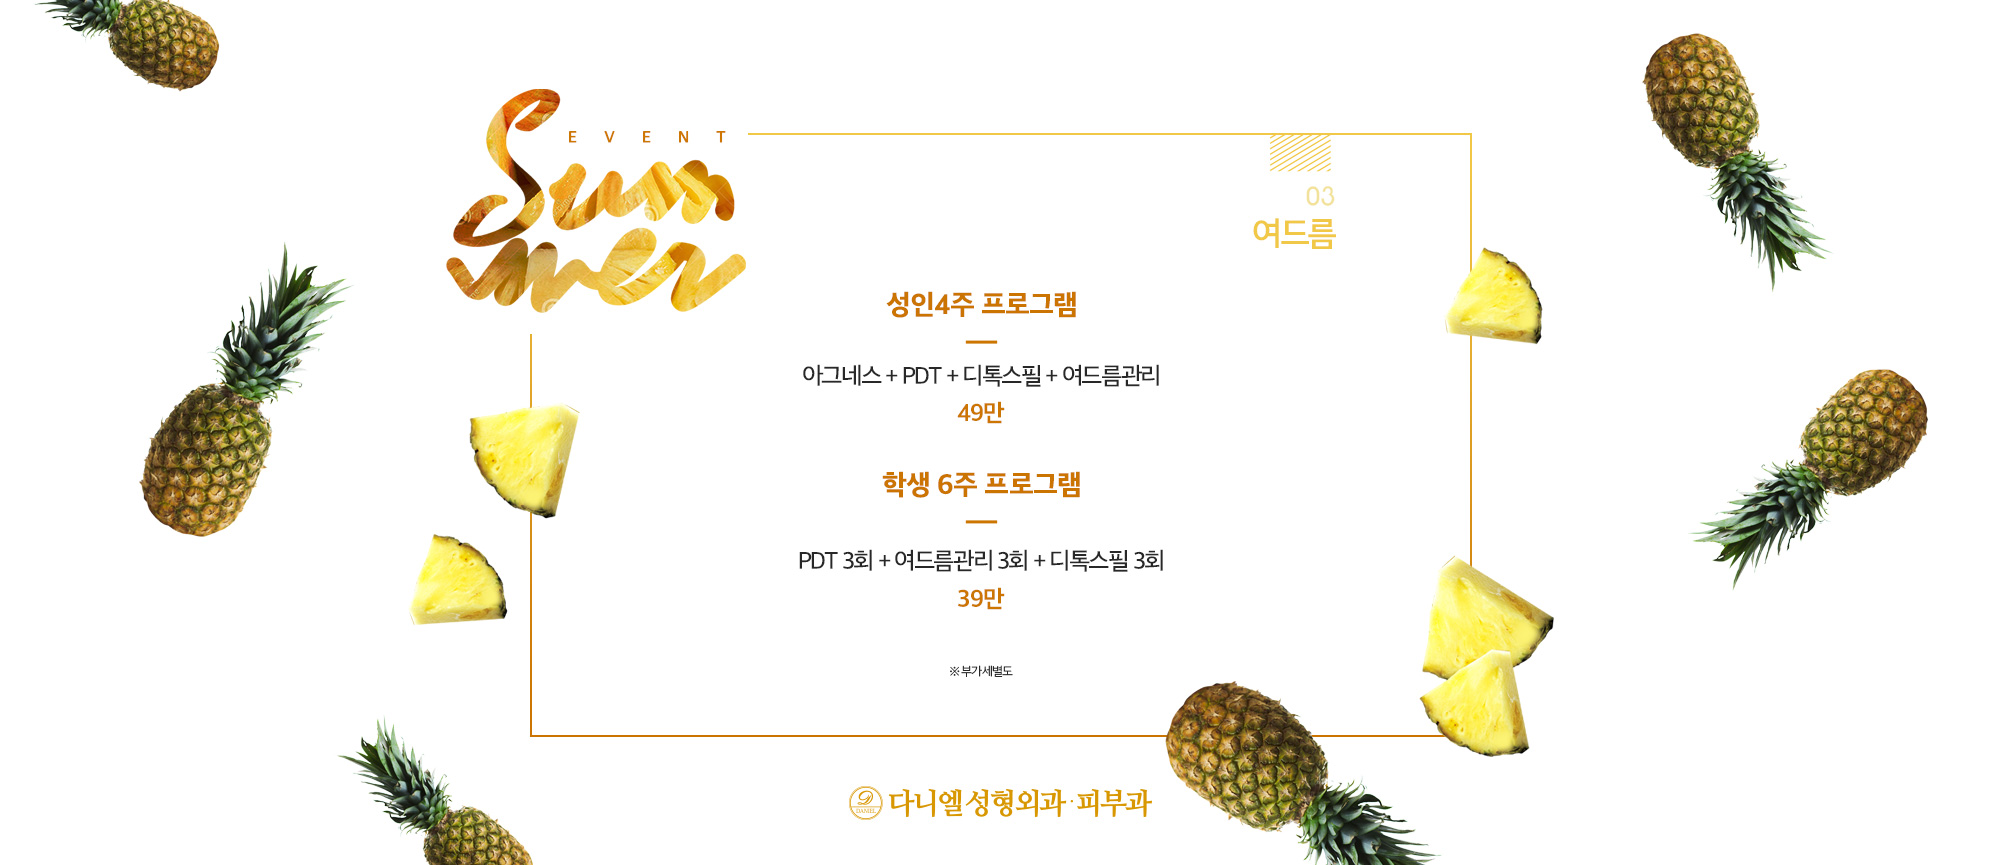 EVENT
Summer
03
여드름
성인4주 프로그램
아그네스 + PDT + 디톡스필 + 여드름관리
49만
학생 6주 프로그램
PDT 3회 + 여드름관리 3회 + 디톡스필 3회
39만
※ 부가세별도
DANIEL
다니엘성형외과·피부과